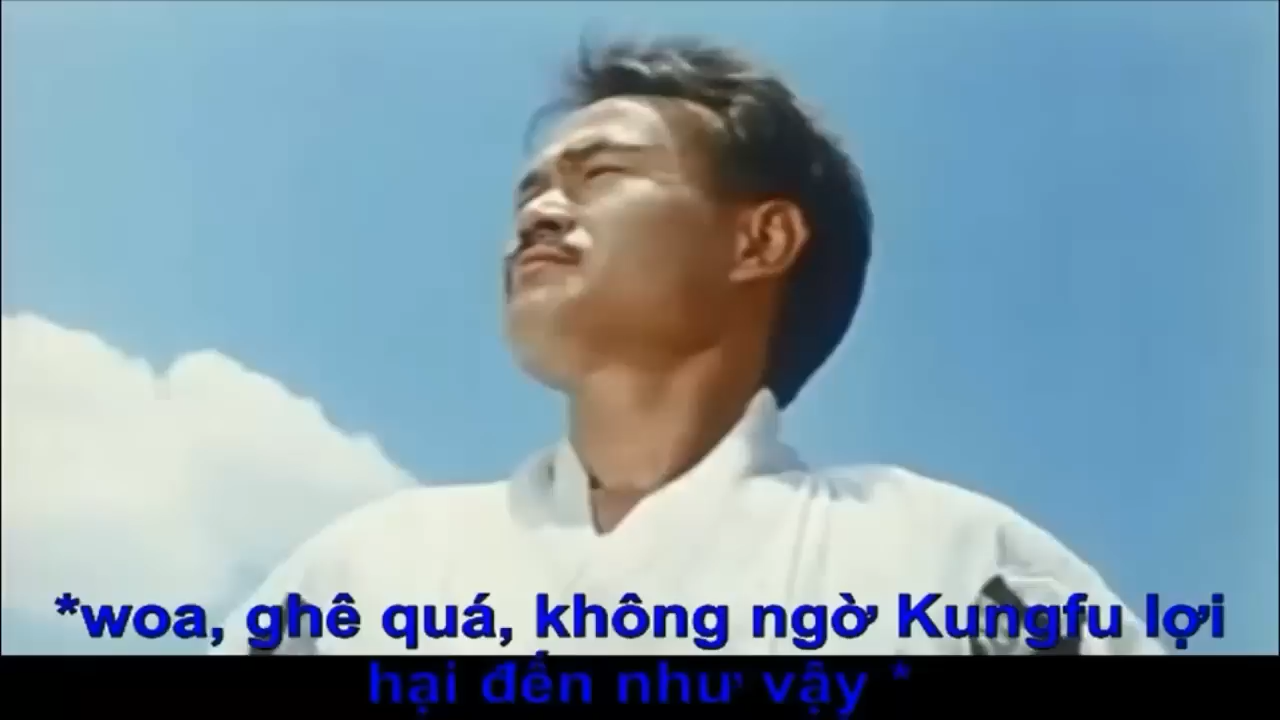 *woa, ghê quá, không ngờ Kungfu lợi
hại đến như vậy *